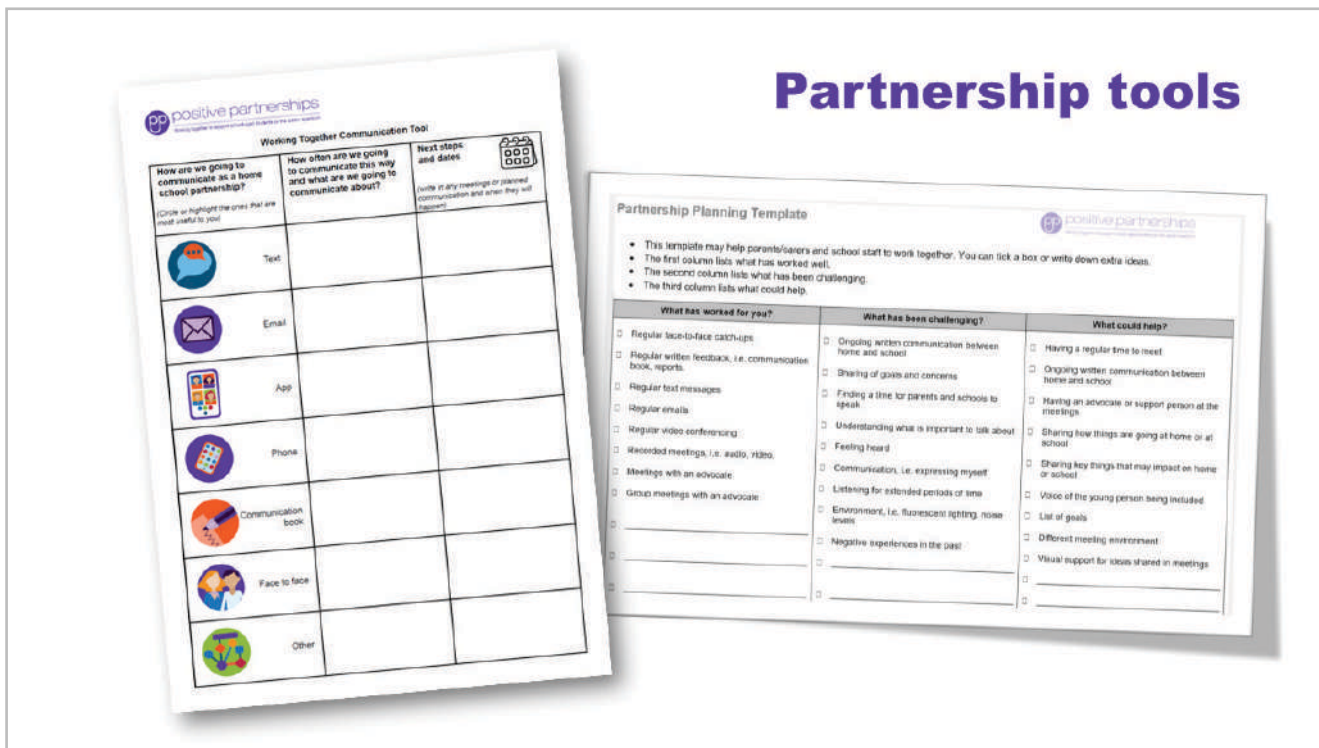 Partnership tools
positive partnerships
Working Together Communication Tool
How are we going to
communicate as a home
school partnership?
(Circle or highlight the ones that are
most useful to you)
How often are we going
to communicate this way
and what are we going to
communicate about?
Next steps
and dates
(write in any meetings or planned
communication and when they will
happen)
Text
Email
App
Phone
Communication
book
Face to face
Other
Partnership Planning Template
positive partnerships
• This template may help parents/carers and school staff to work together. You can tick a box or write down extra ideas.
• The first column lists what has worked well.
• The second column lists what has been challenging.
• The third column lists what could help.
What has worked for you?
Regular face-to-face catch-ups
Regular written feedback, i.e. communication
book, reports.
Regular text messages
Regular emails
Regular video conferencing
Recorded meetings, i.e. audio, video.
Meetings with an advocate
Group meetings with an advocate
What has been challenging?
Ongoing written communication between
home and school
Sharing of goals and concerns
Finding a time for parents and schools to
speak
Understanding what is important to talk about
Feeling heard
Communication, i.e. expressing myself
Listening for extended periods of time
Environment, i.e. fluorescent lighting, noise
levels
Negative experiences in the past
What could help?
Having a regular time to meet
Ongoing written communication between
home and school
Having an advocate or support person at the
meetings
Sharing how things are going at home or at
school
Sharing key things that may impact on home
or school
Voice of the young person being included
List of goals
Different meeting environment
Visual support for ideas shared in meetings